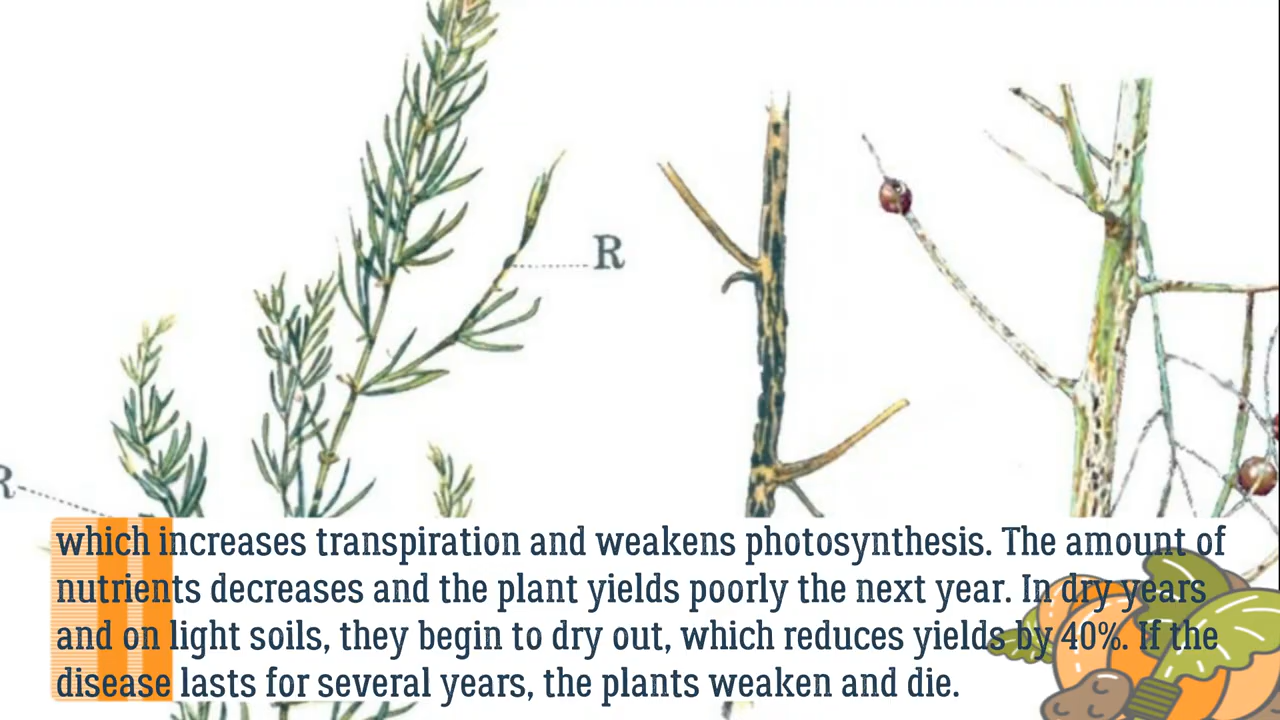 R
R
which increases transpiration and weakens photosynthesis. The amount of
nutrients decreases and the plant yields poorly the next year. In dry years
and on light soils, they begin to dry out, which reduces yields by 40%. If the
disease lasts for several years, the plants weaken and die.